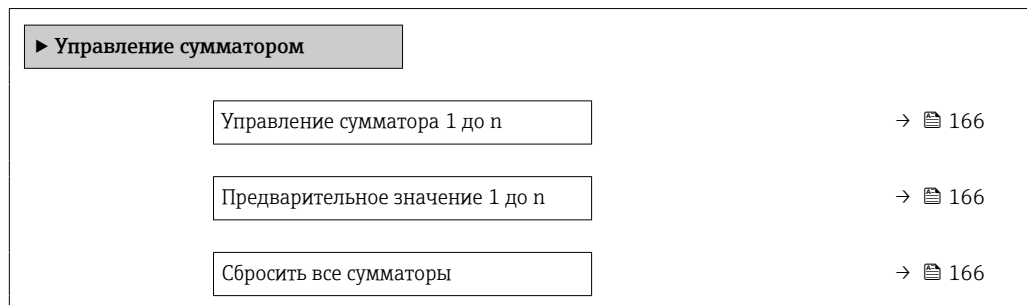 ► Управление сумматором
Управление сумматора 1 до n → 166
Предварительное значение 1 до n → 166
Сбросить все сумматоры → 166